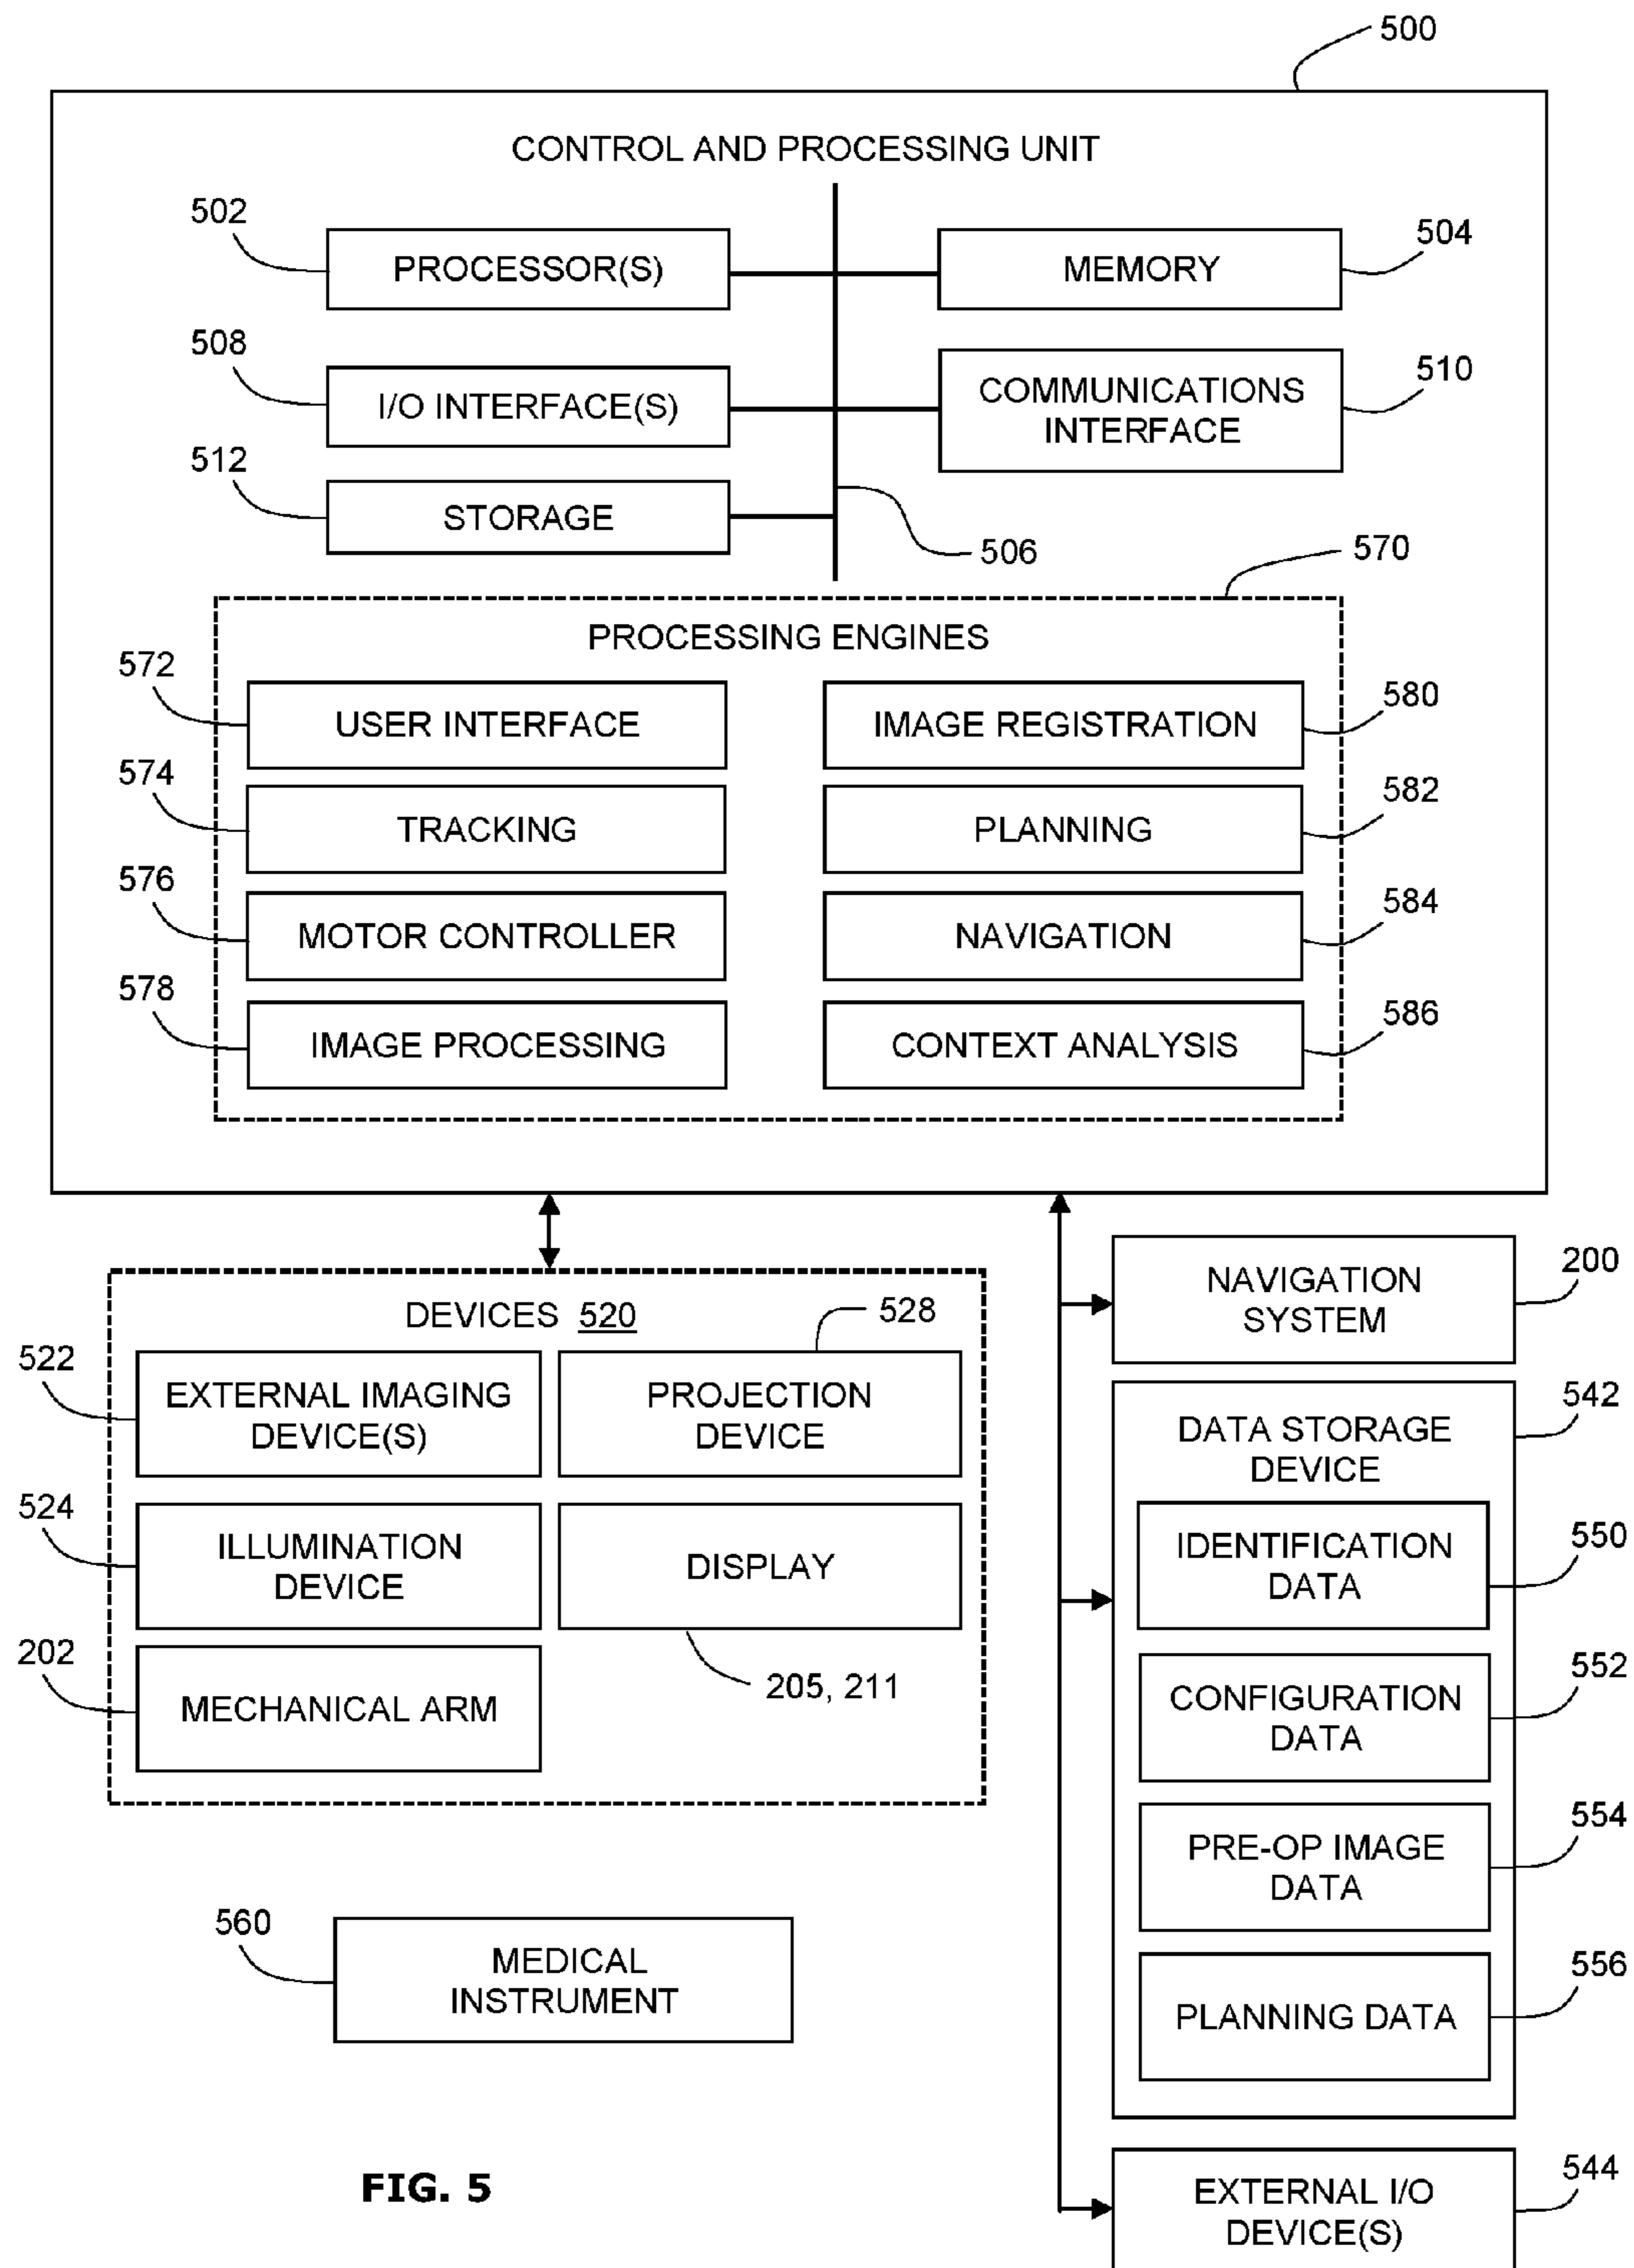 500
CONTROL AND PROCESSING UNIT
502
PROCESSOR(S)
MEMORY
504
508
I/O INTERFACE(S)
COMMUNICATIONS
INTERFACE
510
512
STORAGE
506
570
PROCESSING ENGINES
572
USER INTERFACE
IMAGE REGISTRATION
580
574
TRACKING
PLANNING
582
576
MOTOR CONTROLLER
NAVIGATION
584
578
IMAGE PROCESSING
CONTEXT ANALYSIS
586
DEVICES 520
528
522
EXTERNAL IMAGING
DEVICE(S)
PROJECTION
DEVICE
524
ILLUMINATION
DEVICE
DISPLAY
202
MECHANICAL ARM
205, 211
NAVIGATION
SYSTEM
200
DATA STORAGE
DEVICE
542
IDENTIFICATION
DATA
550
CONFIGURATION
DATA
552
PRE-OP IMAGE
DATA
554
PLANNING DATA
556
560
MEDICAL
INSTRUMENT
EXTERNAL I/O
DEVICE(S)
544
FIG. 5